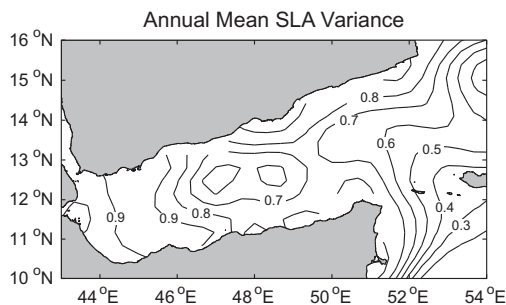 Annual Mean SLA Variance
16 °N
15 °N
14 °N
13 °N
12 °N
11 °N
10 °N
0.8
0.7
0.6
0.5
0.9
0.9
0.8
0.7
0.4
0.3
44 °E 46 °E 48 °E 50 °E 52 °E 54 °E